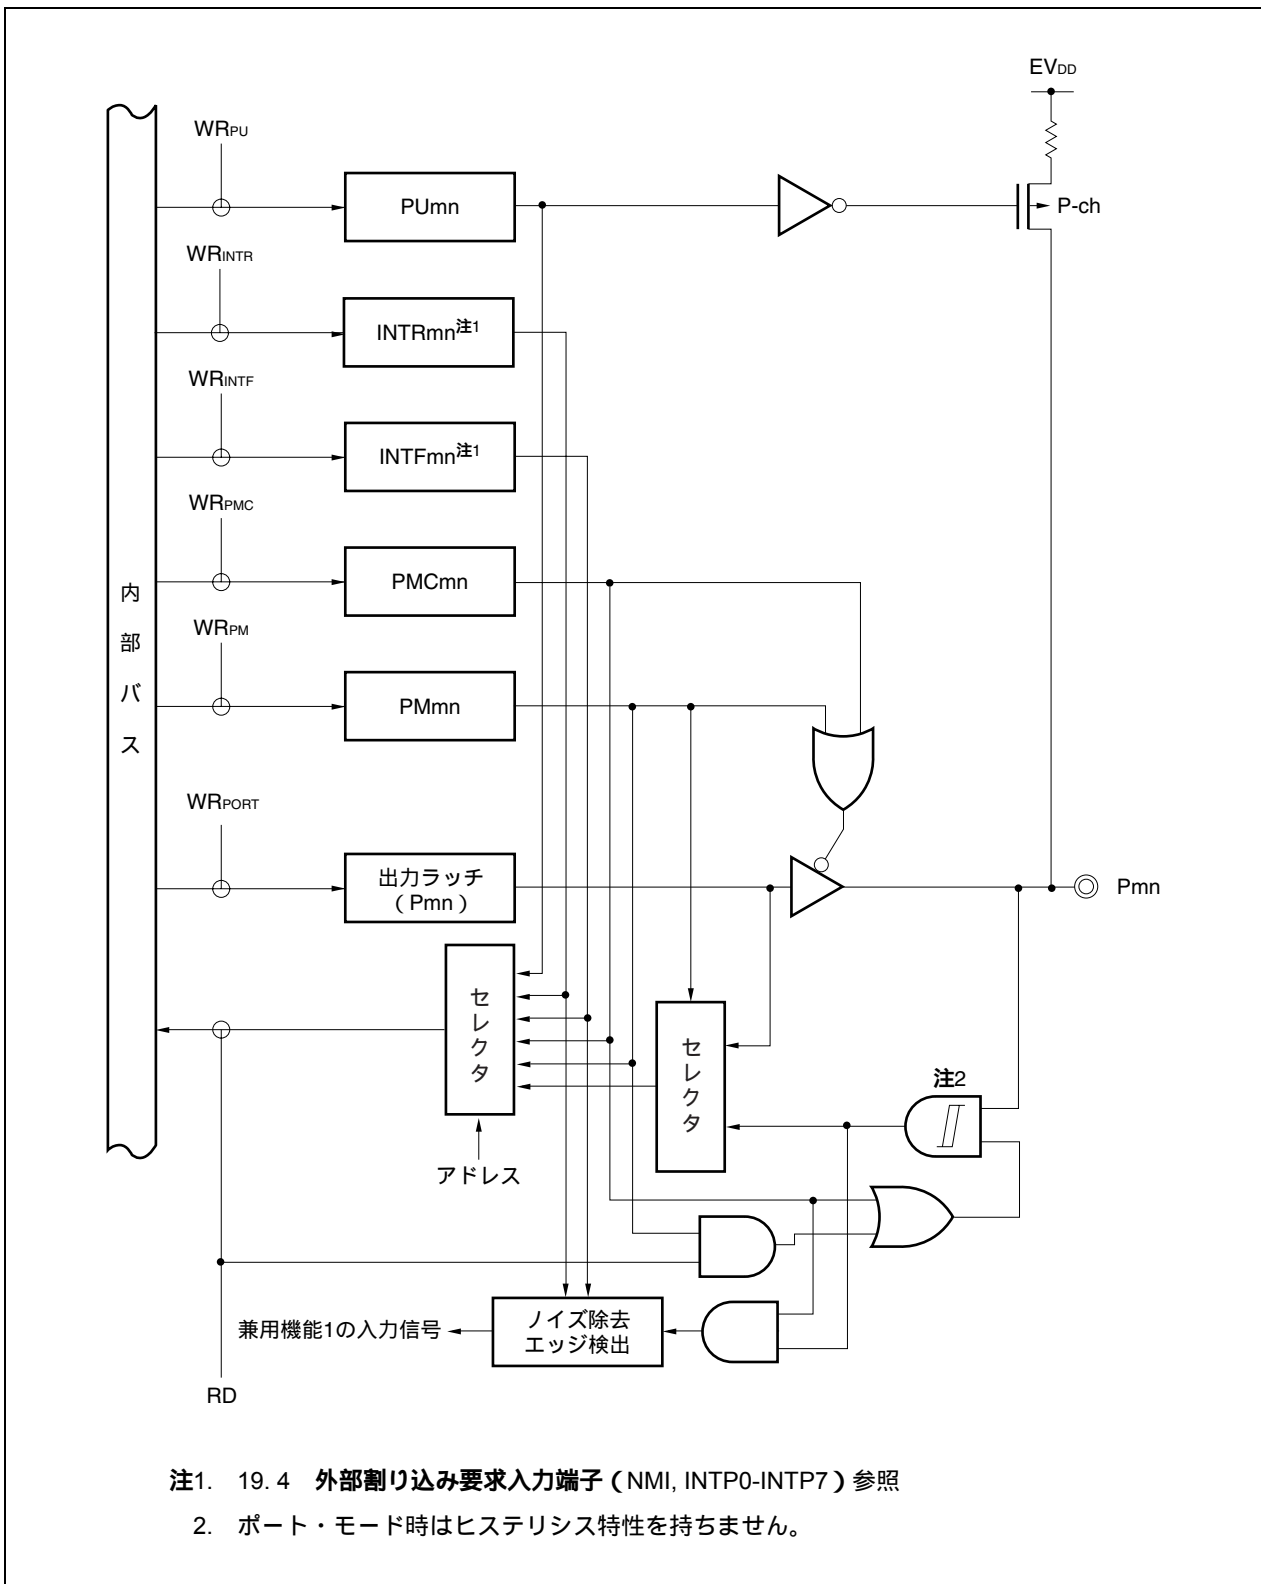 EVDD
WRPU
PUmn
P-ch
WRINTR
INTRmn注1
WRINTF
INTFmn注1
WRPMC
PMCmn
内部バス
WRPM
PMmn
WRPORT
出力ラッチ
(Pmn)
Pmn
セレクタ
セレクタ
注2
アドレス
ノイズ除去
エッジ検出
兼用機能1の入力信号
RD
注1. 19. 4 外部割り込み要求入力端子(NMI, INTP0-INTP7)参照
2. ポート・モード時はヒステリシス特性を持ちません。